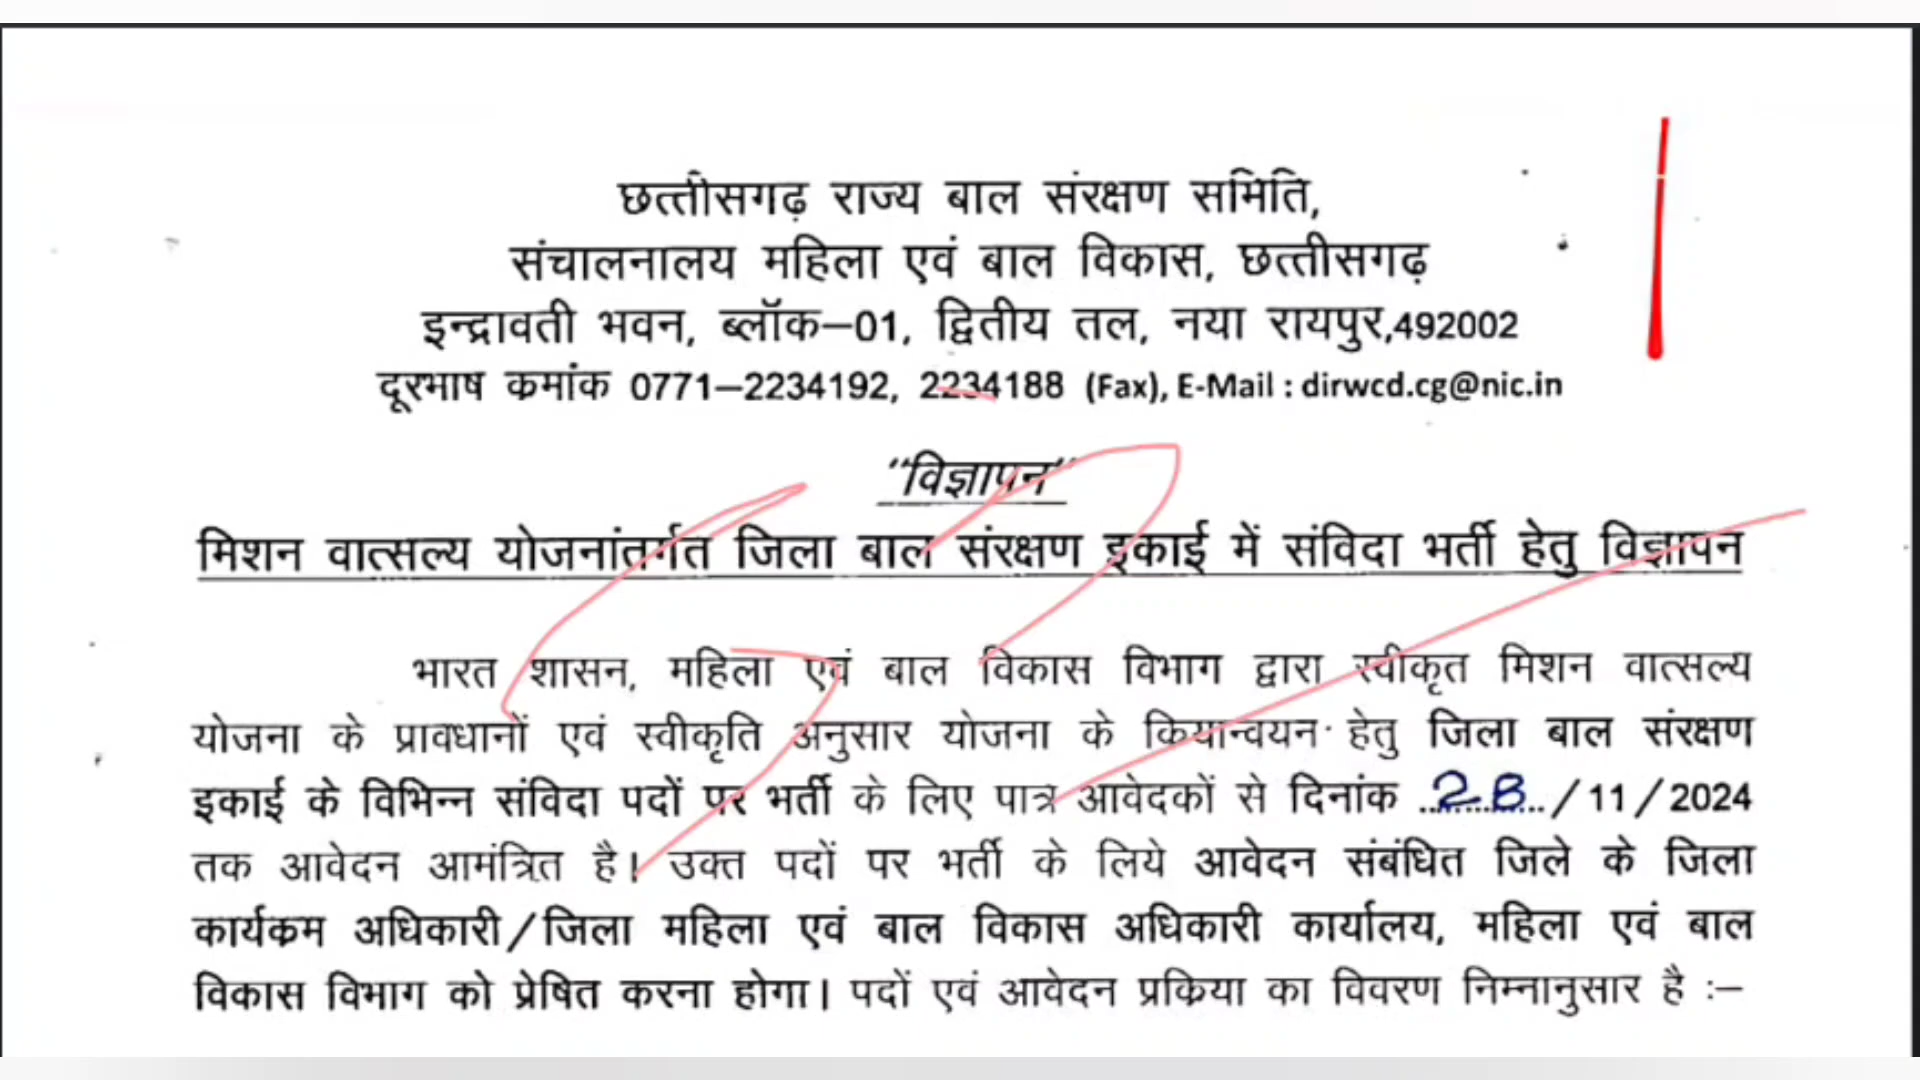 छत्तीसगढ़ राज्य बाल संरक्षण समिति,
संचालनालय महिला एवं बाल विकास, छत्तीसगढ़
इन्द्रावती भवन, ब्लॉक–01, द्वितीय तल, नया रायपुर,492002
दूरभाष कमांक 0771–2234192, 2234188 (Fax), E-Mail : dirwcd.cg@nic.in
“विज्ञापन”
मिशन वात्सल्य योजनांतर्गत जिला बाल संरक्षण इकाई में संविदा भर्ती हेतु विज्ञापन
भारत शासन, महिला एवं बाल विकास विभाग द्वारा स्वीकृत मिशन वात्सल्य
योजना के प्रावधानों एवं स्वीकृति अनुसार योजना के कियान्वयन हेतु जिला बाल संरक्षण
इकाई के विभिन्न संविदा पदों पर भर्ती के लिए पात्र आवेदकों से दिनांक 28/11/2024
तक आवेदन आमंत्रित है। उक्त पदों पर भर्ती के लिये आवेदन संबंधित जिले के जिला
कार्यकम अधिकारी/जिला महिला एवं बाल विकास अधिकारी कार्यालय, महिला एवं बाल
विकास विभाग को प्रेषित करना होगा। पदों एवं आवेदन प्रकिया का विवरण निम्नानुसार है :–